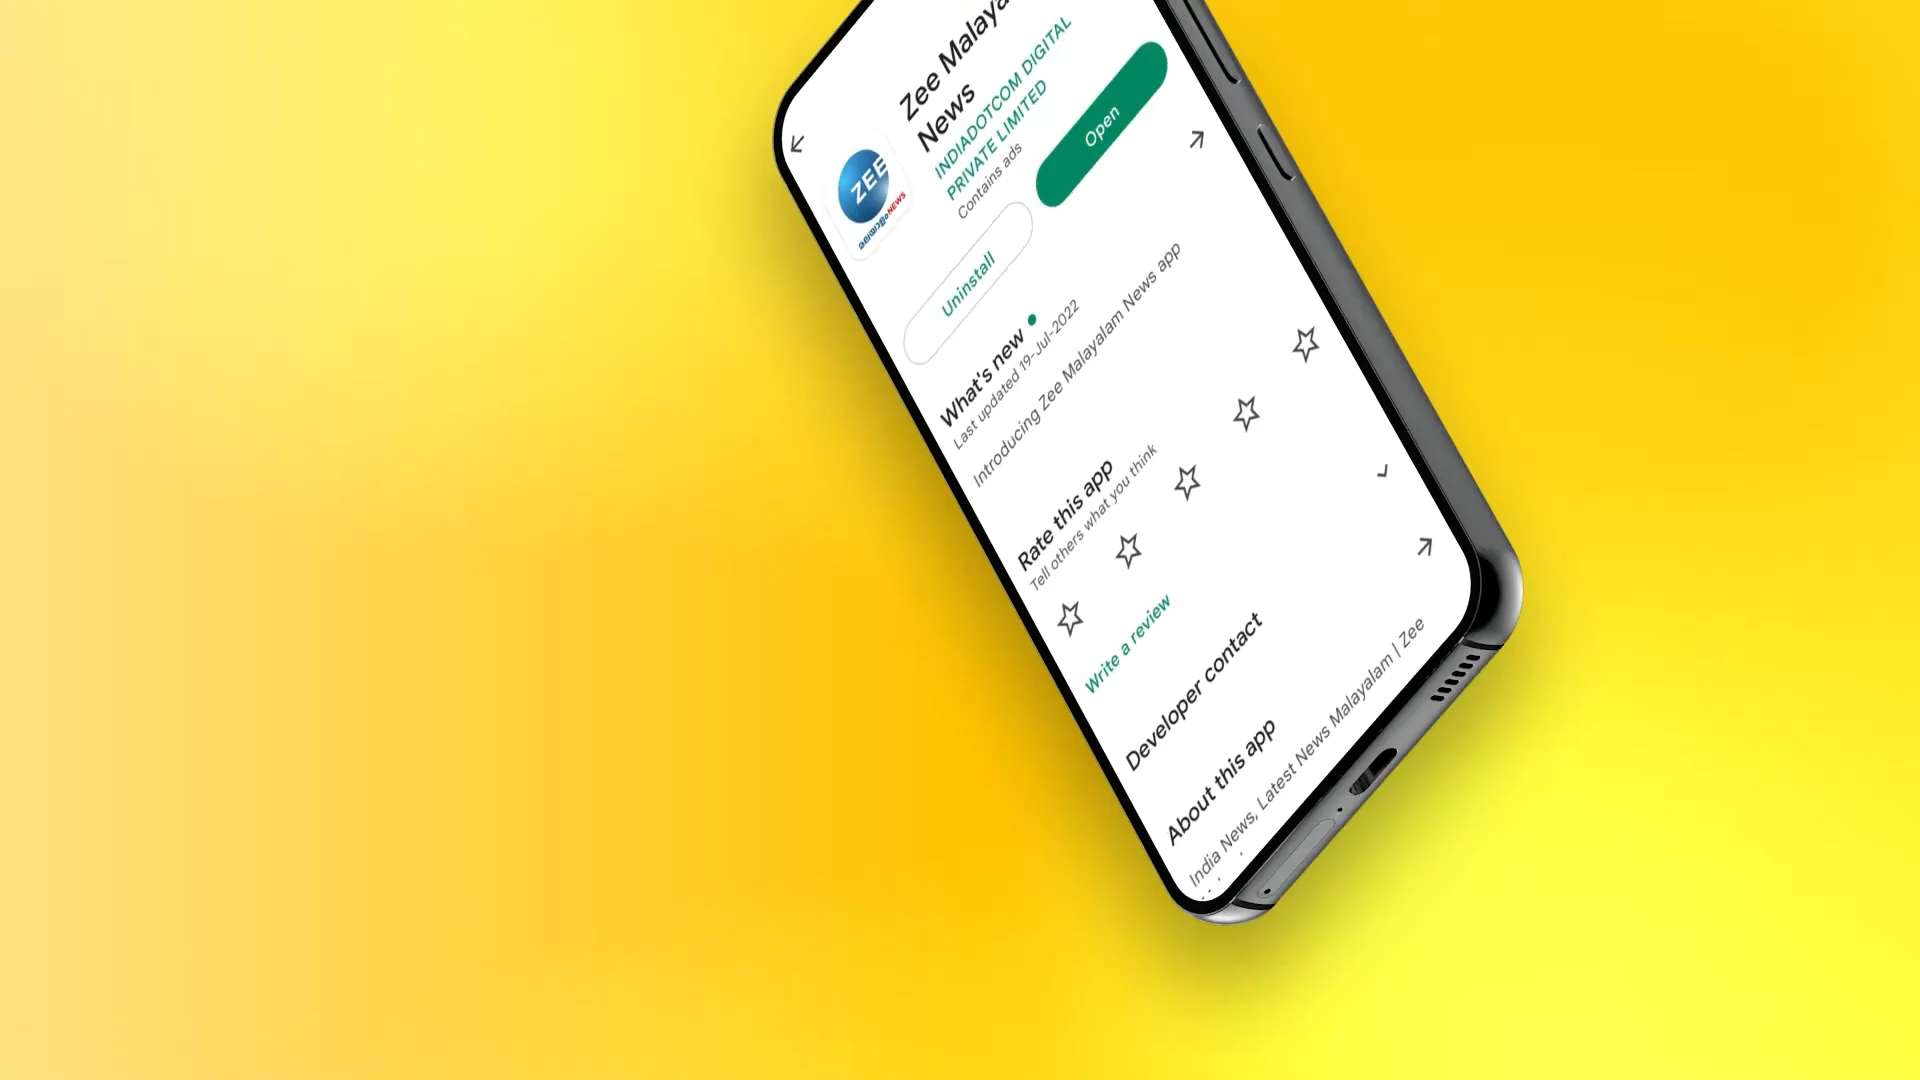 Zee Malaya
News
INDIADOTCOM DIGITAL
PRIVATE LIMITED
Contains ads
ZEE
മലയാളം NEWS
Uninstall
Open
What's new
Last updated 19-Jul-2022
Introducing Zee Malayalam News app
Rate this app
Tell others what you think
Write a review
Developer contact
About this app
India News, Latest News Malayalam | Zee